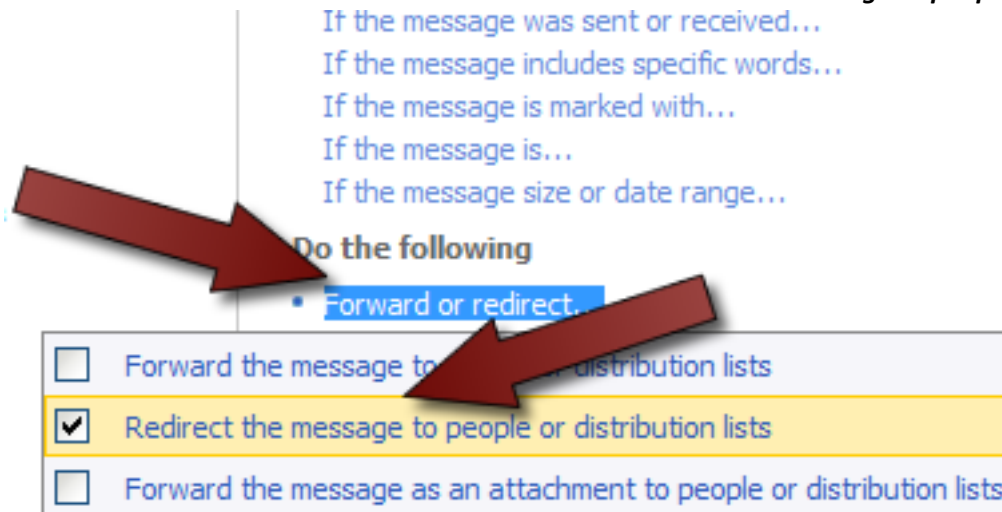 If the message was sent or received...
If the message includes specific words...
If the message is marked with...
If the message is...
If the message size or date range...
Do the following
• Forward or redirect...
Forward the message to distribution lists
Redirect the message to people or distribution lists
Forward the message as an attachment to people or distribution lists